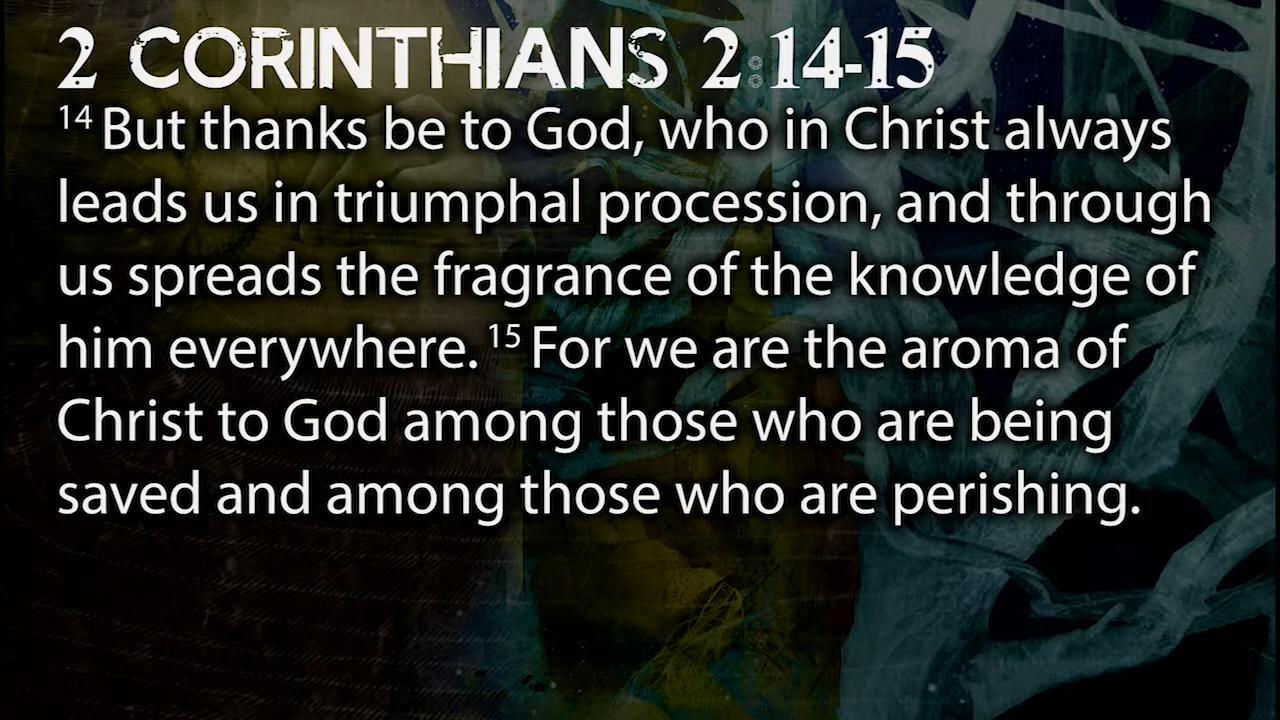 2 CORINTHIANS 2:14-15
14 But thanks be to God, who in Christ always
leads us in triumphal procession, and through
us spreads the fragrance of the knowledge of
him everywhere. 15 For we are the aroma of
Christ to God among those who are being
saved and among those who are perishing.